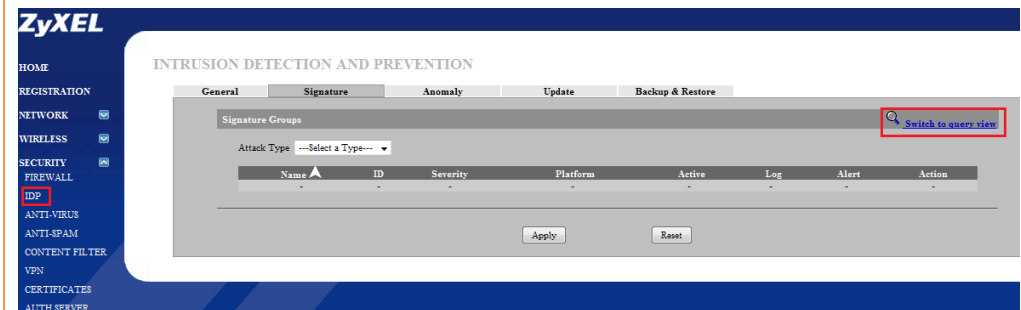 ZyXEL
HOME
REGISTRATION
NETWORK
WIRELESS
SECURITY
FIREWALL
IDP
ANTI-VIRUS
ANTI-SPAM
CONTENT FILTER
VPN
CERTIFICATES
AUTH SERVER
INTRUSION DETECTION AND PREVENTION
General Signature Anomaly Update Backup & Restore
Signature Groups Switch to query view
Attack Type ---Select a Type---
Name ID Severity Platform Active Log Alert Action
- - - - - - - -
Apply Reset